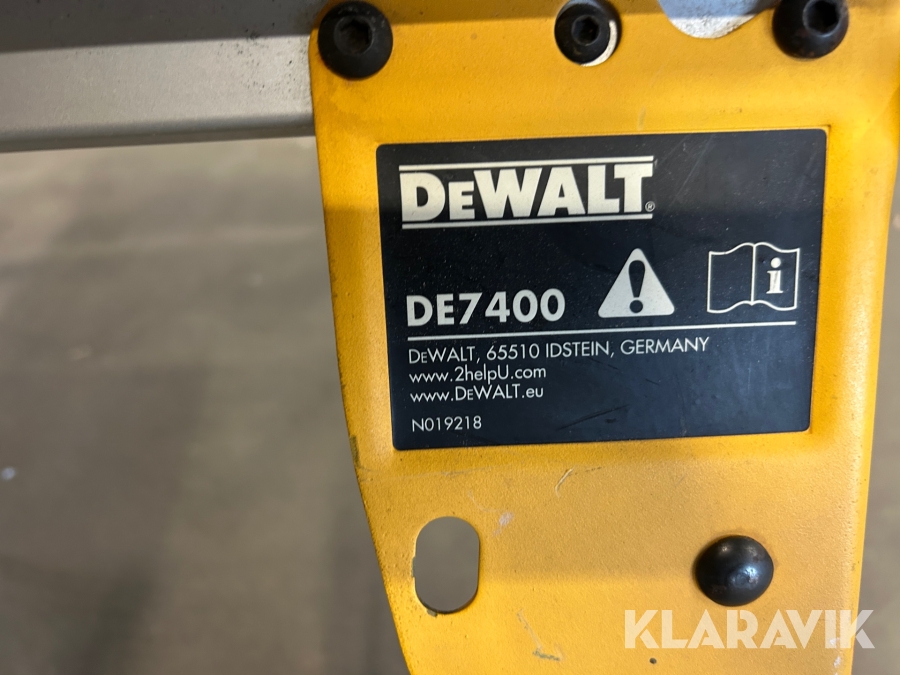 DEWALT®
DE7400
i
DEWALT, 65510 IDSTEIN, GERMANY
www.2helpU.com
www.DEWALT.eu
N019218
KLARAVIK